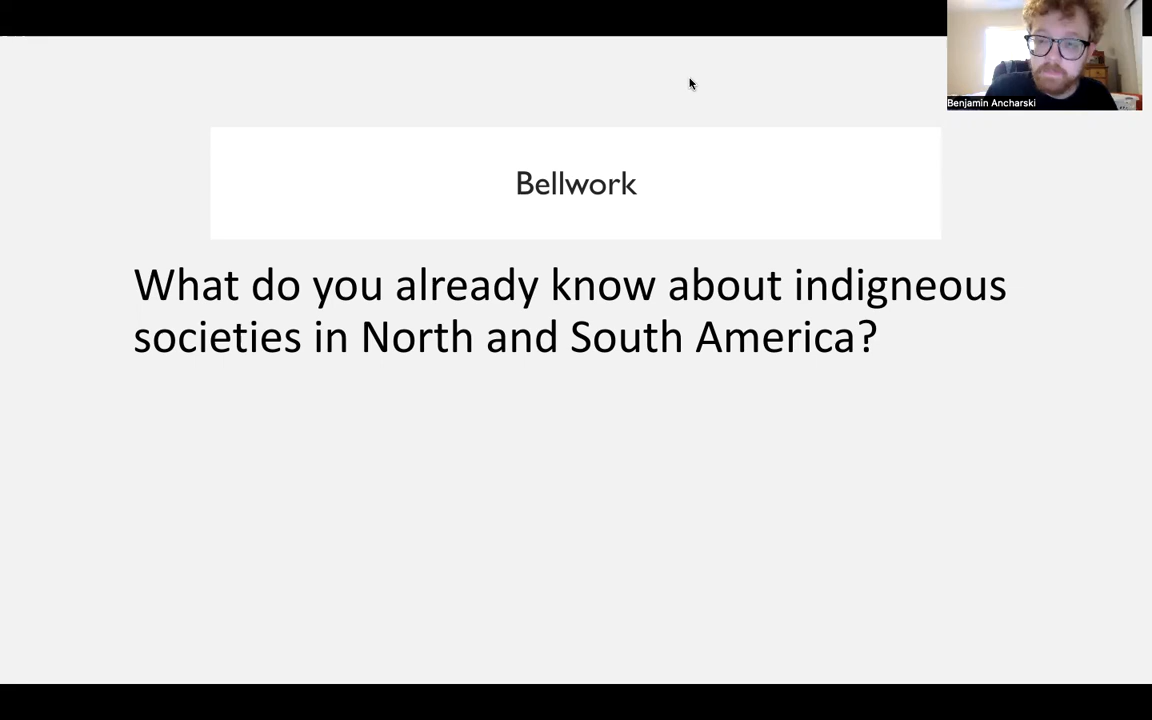 Benjamin Ancharski
Bellwork
What do you already know about indigneous
societies in North and South America?